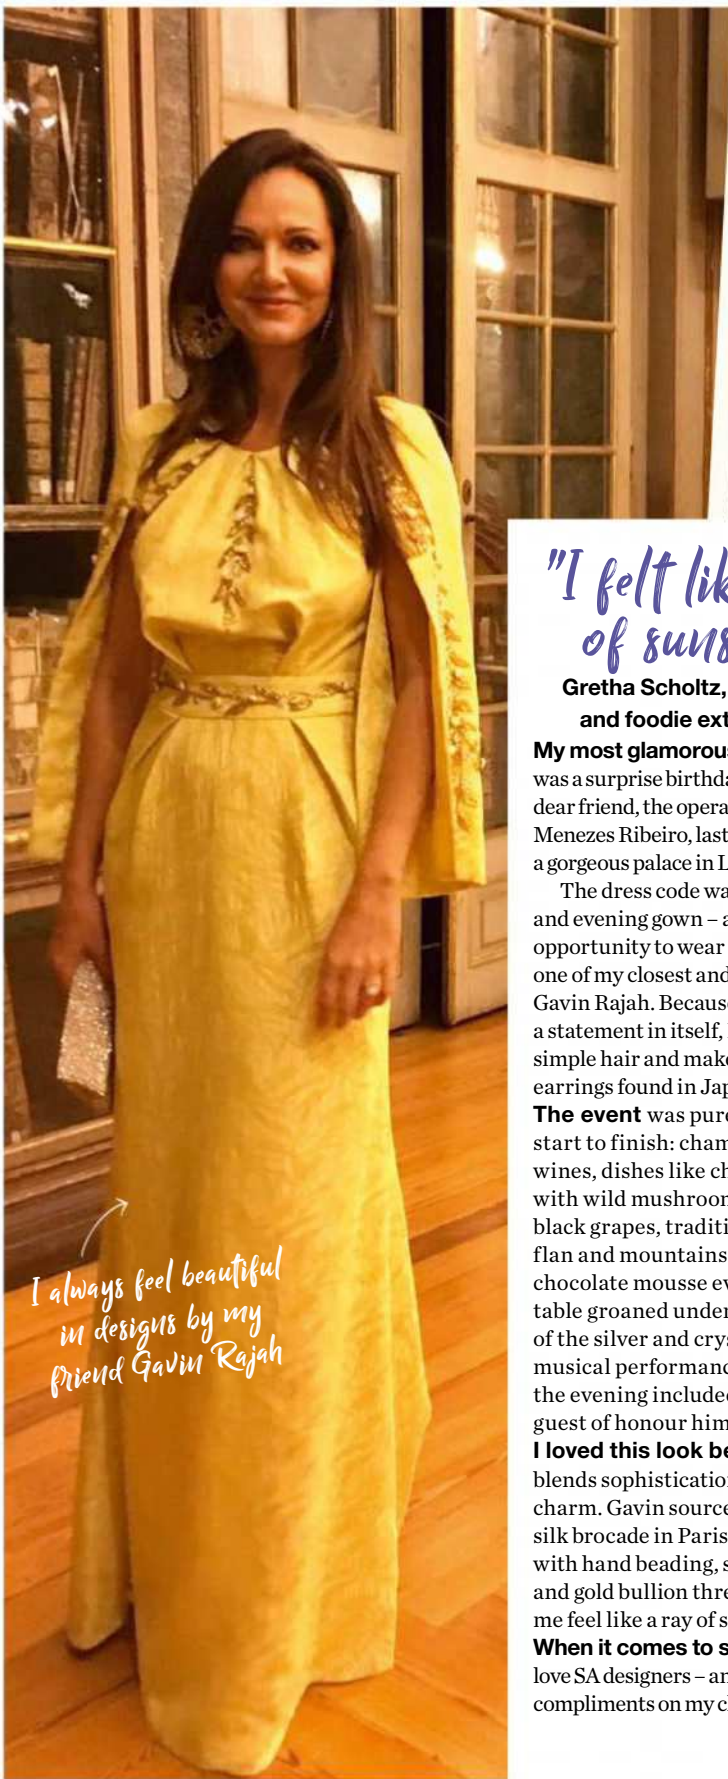 I always feel beautiful
in designs by my
friend Gavin Rajah
"I felt lik
of suns
Gretha Scholtz,
and foodie ext
My most glamorous
was a surprise birthda
dear friend, the opera
Menezes Ribeiro, last
a gorgeous palace in L
The dress code wa
and evening gown – a
opportunity to wear
one of my closest and
Gavin Rajah. Because
a statement in itself,
simple hair and make
earrings found in Jap
The event was pure
start to finish: cham
wines, dishes like ch
with wild mushroom
black grapes, traditi
flan and mountains
chocolate mousse ev
table groaned under
of the silver and crys
musical performanc
the evening included
guest of honour him
I loved this look be
blends sophistication
charm. Gavin source
silk brocade in Paris
with hand beading, s
and gold bullion thre
me feel like a ray of s
When it comes to s
love SA designers – an
compliments on my cl